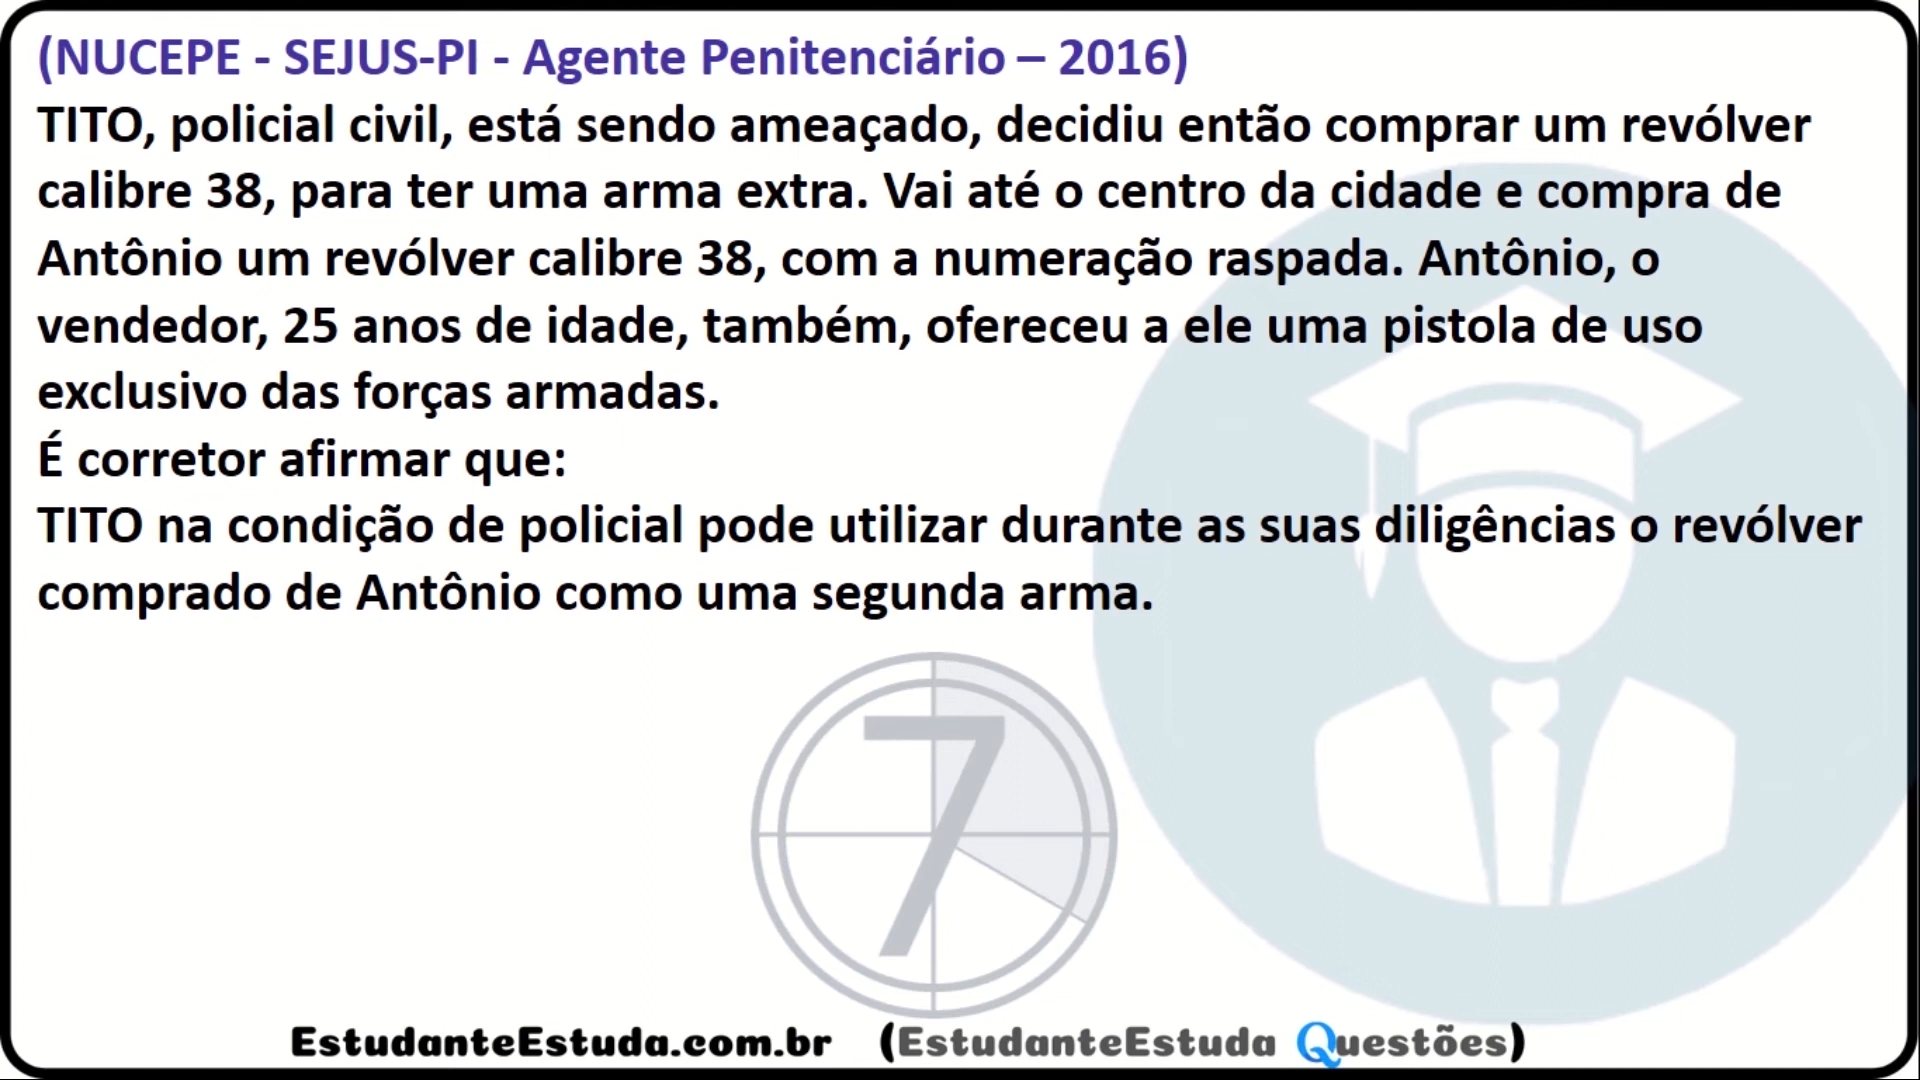 (NUCEPE - SEJUS-PI - Agente Penitenciário – 2016)
TITO, policial civil, está sendo ameaçado, decidiu então comprar um revólver
calibre 38, para ter uma arma extra. Vai até o centro da cidade e compra de
Antônio um revólver calibre 38, com a numeração raspada. Antônio, o
vendedor, 25 anos de idade, também, ofereceu a ele uma pistola de uso
exclusivo das forças armadas.
É corretor afirmar que:
TITO na condição de policial pode utilizar durante as suas diligências o revólver
comprado de Antônio como uma segunda arma.
7
EstudanteEstuda.com.br (EstudanteEstuda Questões)